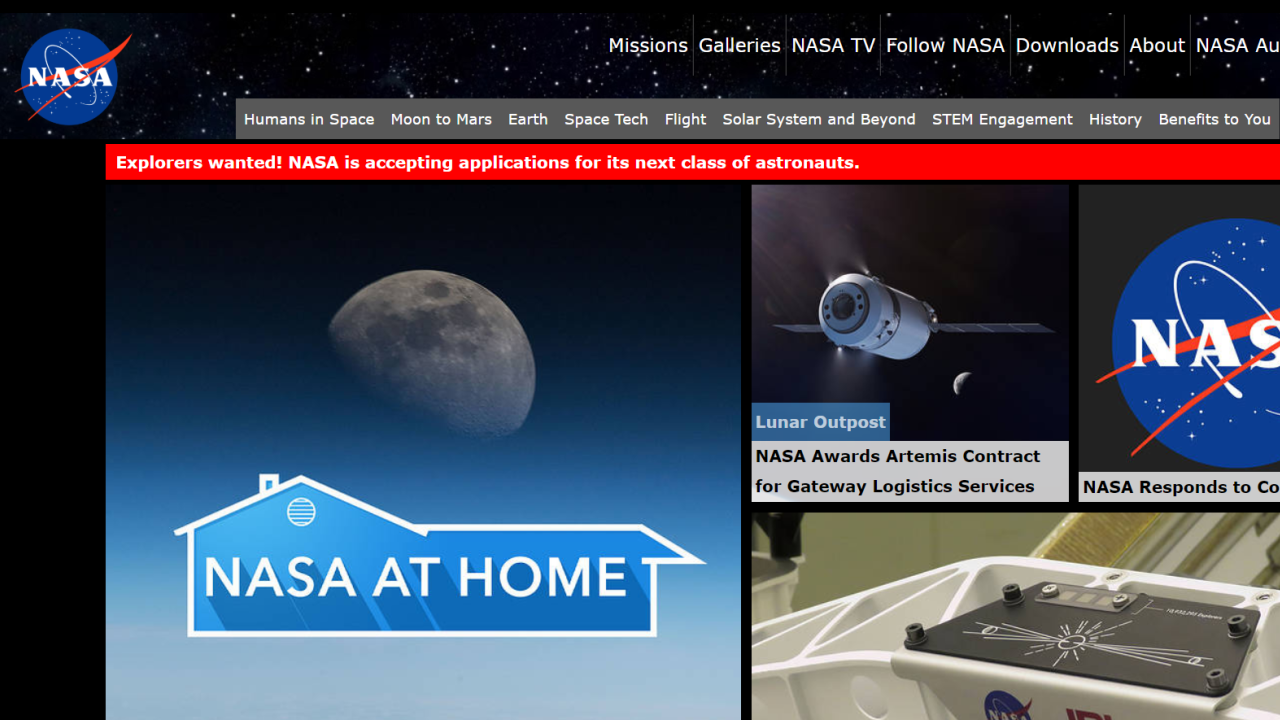 NASA
Missions
Galleries
NASA TV
Follow NASA
Downloads
About
NASA Au
Humans in Space
Moon to Mars
Earth
Space Tech
Flight
Solar System and Beyond
STEM Engagement
History
Benefits to You
Explorers wanted! NASA is accepting applications for its next class of astronauts.
NASA AT HOME
Lunar Outpost
NASA Awards Artemis Contract
for Gateway Logistics Services
NAS
NASA Responds to Co
NASA